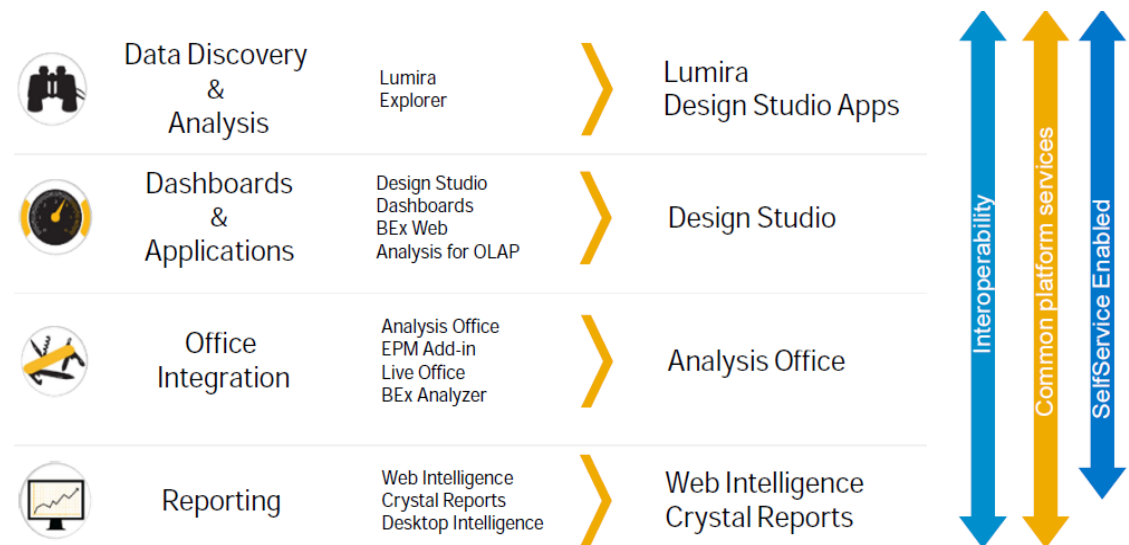 Data Discovery
&
Analysis
Lumira
Explorer
Lumira
Design Studio Apps
Dashboards
&
Applications
Design Studio
Dashboards
BEx Web
Analysis for OLAP
Design Studio
Office
Integration
Analysis Office
EPM Add-in
Live Office
BEx Analyzer
Analysis Office
Reporting
Web Intelligence
Crystal Reports
Desktop Intelligence
Web Intelligence
Crystal Reports
Interoperability
Common platform services
SelfService Enabled